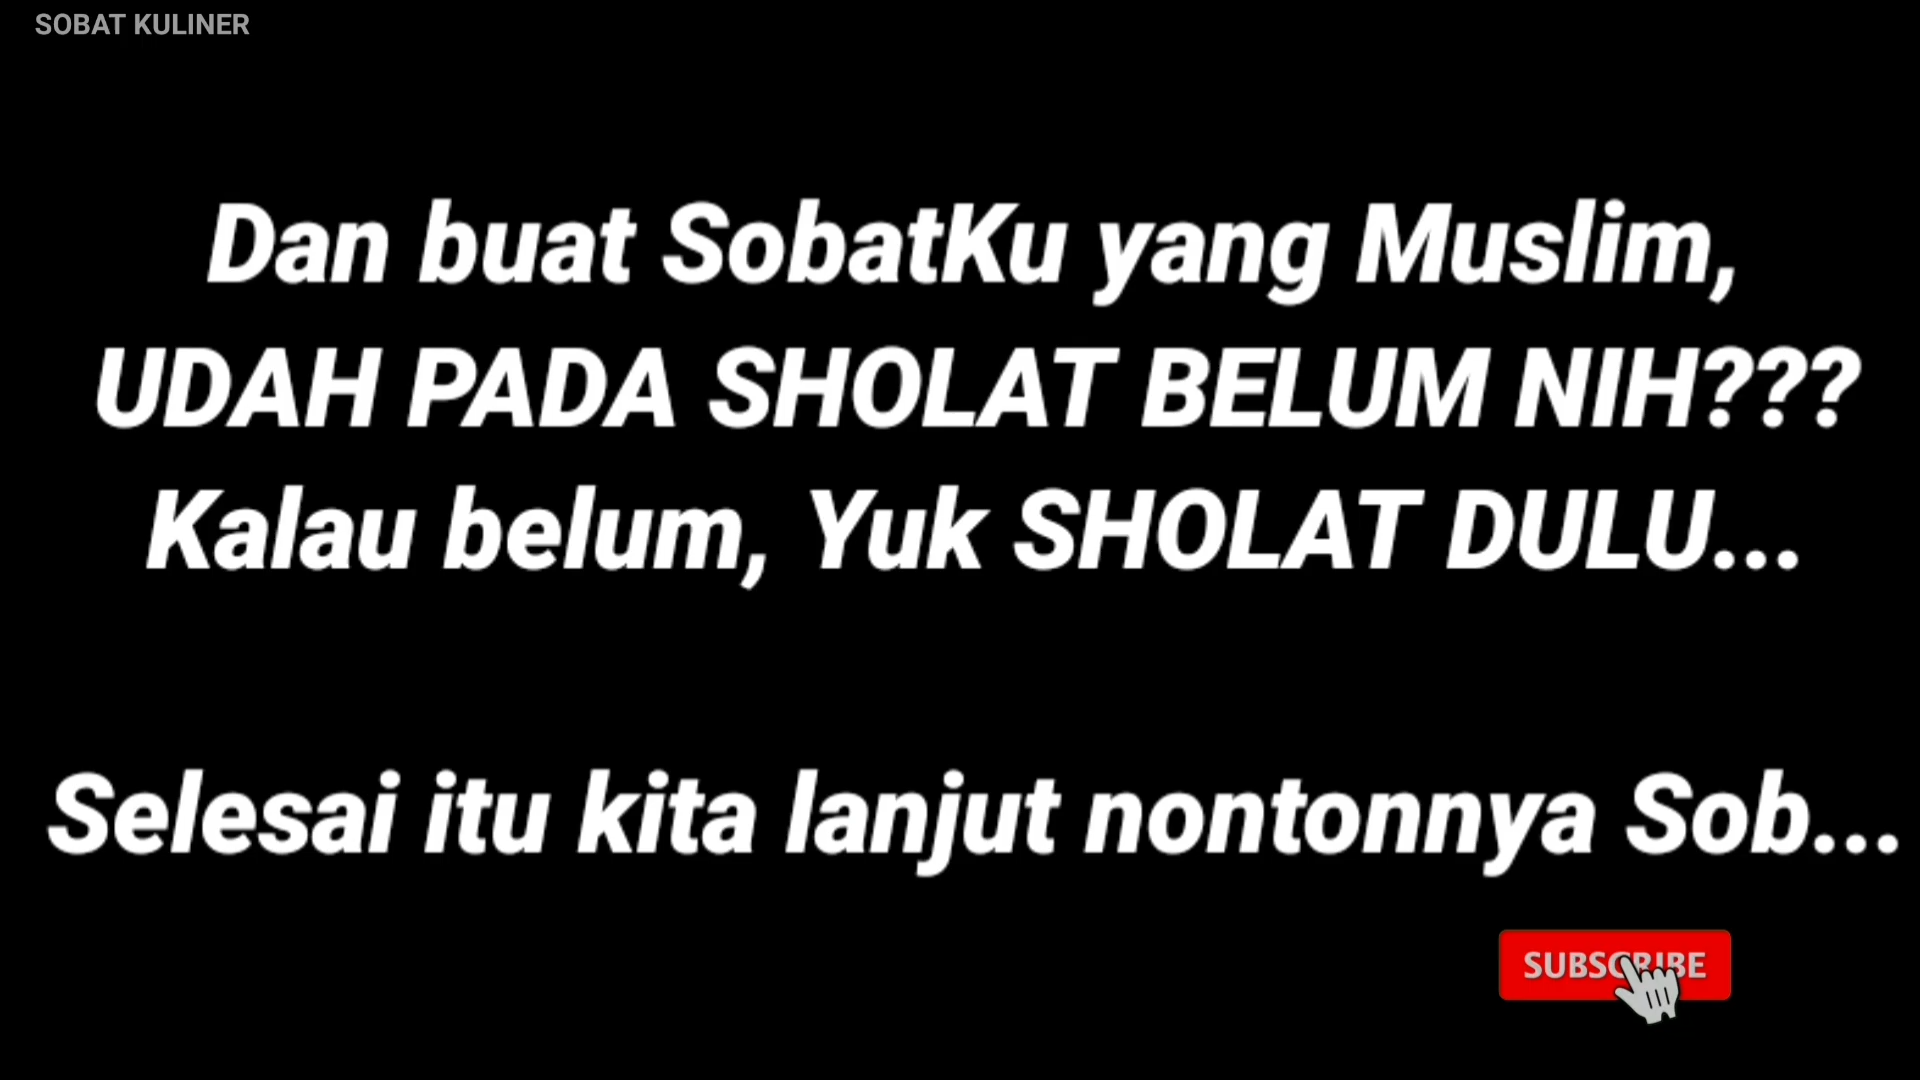 SOBAT KULINER
Dan buat SobatKu yang Muslim,
UDAH PADA SHOLAT BELUM NIH???
Kalau belum, Yuk SHOLAT DULU...
Selesai itu kita lanjut nontonnya Sob...
SUBSCRIBE